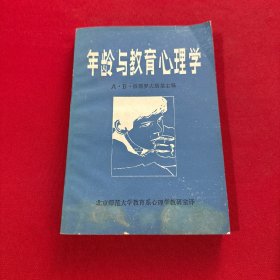 年龄与教育心理学
A·B·彼得罗夫斯基主编
北京师范大学教育系心理学教研室译